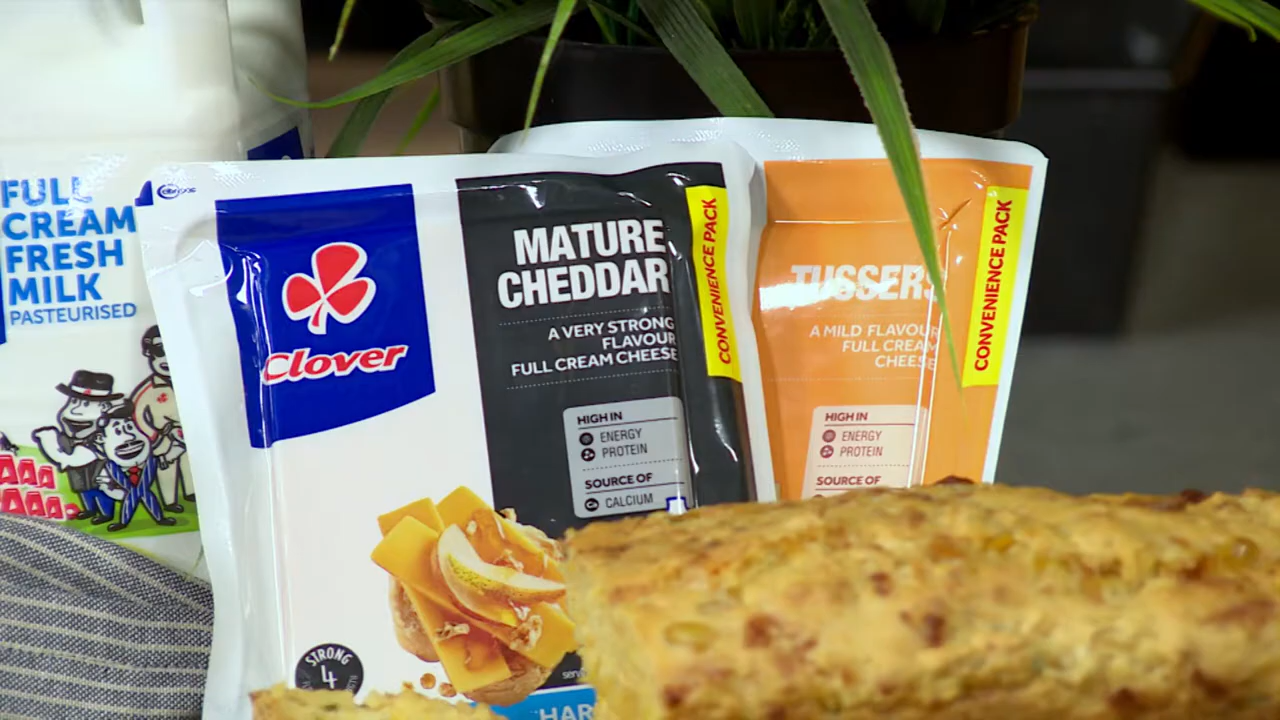 FULL
CREAM
FRESH
MILK
PASTEURISED
Clover
MATURE
CHEDDAR
A VERY STRONG
FLAVOUR
FULL CREAM CHEESE
HIGH IN
ENERGY
PROTEIN
SOURCE OF
Ca CALCIUM
CONVENIENCE PACK
STRONG
4
TUSSERS
A MILD FLAVOUR
FULL CREAM
CHEESE
HIGH IN
ENERGY
PROTEIN
SOURCE OF
CONVENIENCE PACK